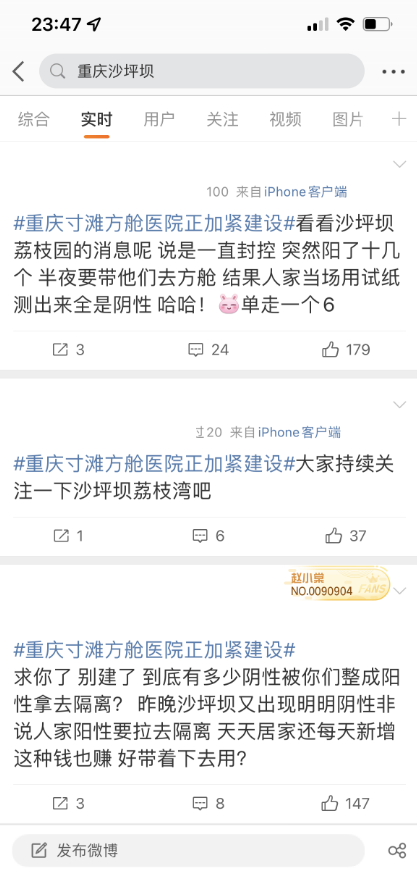 23:47
重庆沙坪坝
综合 实时 用户 关注 视频 图片
100 来自iPhone客户端
#重庆寸滩方舱医院正加紧建设#看看沙坪坝
荔枝园的消息呢 说是一直封控 突然阳了十几
个 半夜要带他们去方舱 结果人家当场用试纸
测出来全是阴性 哈哈！单走一个6
3 24 179
20 来自iPhone客户端
#重庆寸滩方舱医院正加紧建设#大家持续关
注一下沙坪坝荔枝湾吧
1 6 37
赵小棠
NO.0090904 FANS
#重庆寸滩方舱医院正加紧建设#
求你了 别建了 到底有多少阴性被你们整成阳
性拿去隔离？ 昨晚沙坪坝又出现明明阴性非
说人家阳性要拉去隔离 天天居家还每天新增
这种钱也赚 好带着下去用？
3 8 147
发布微博